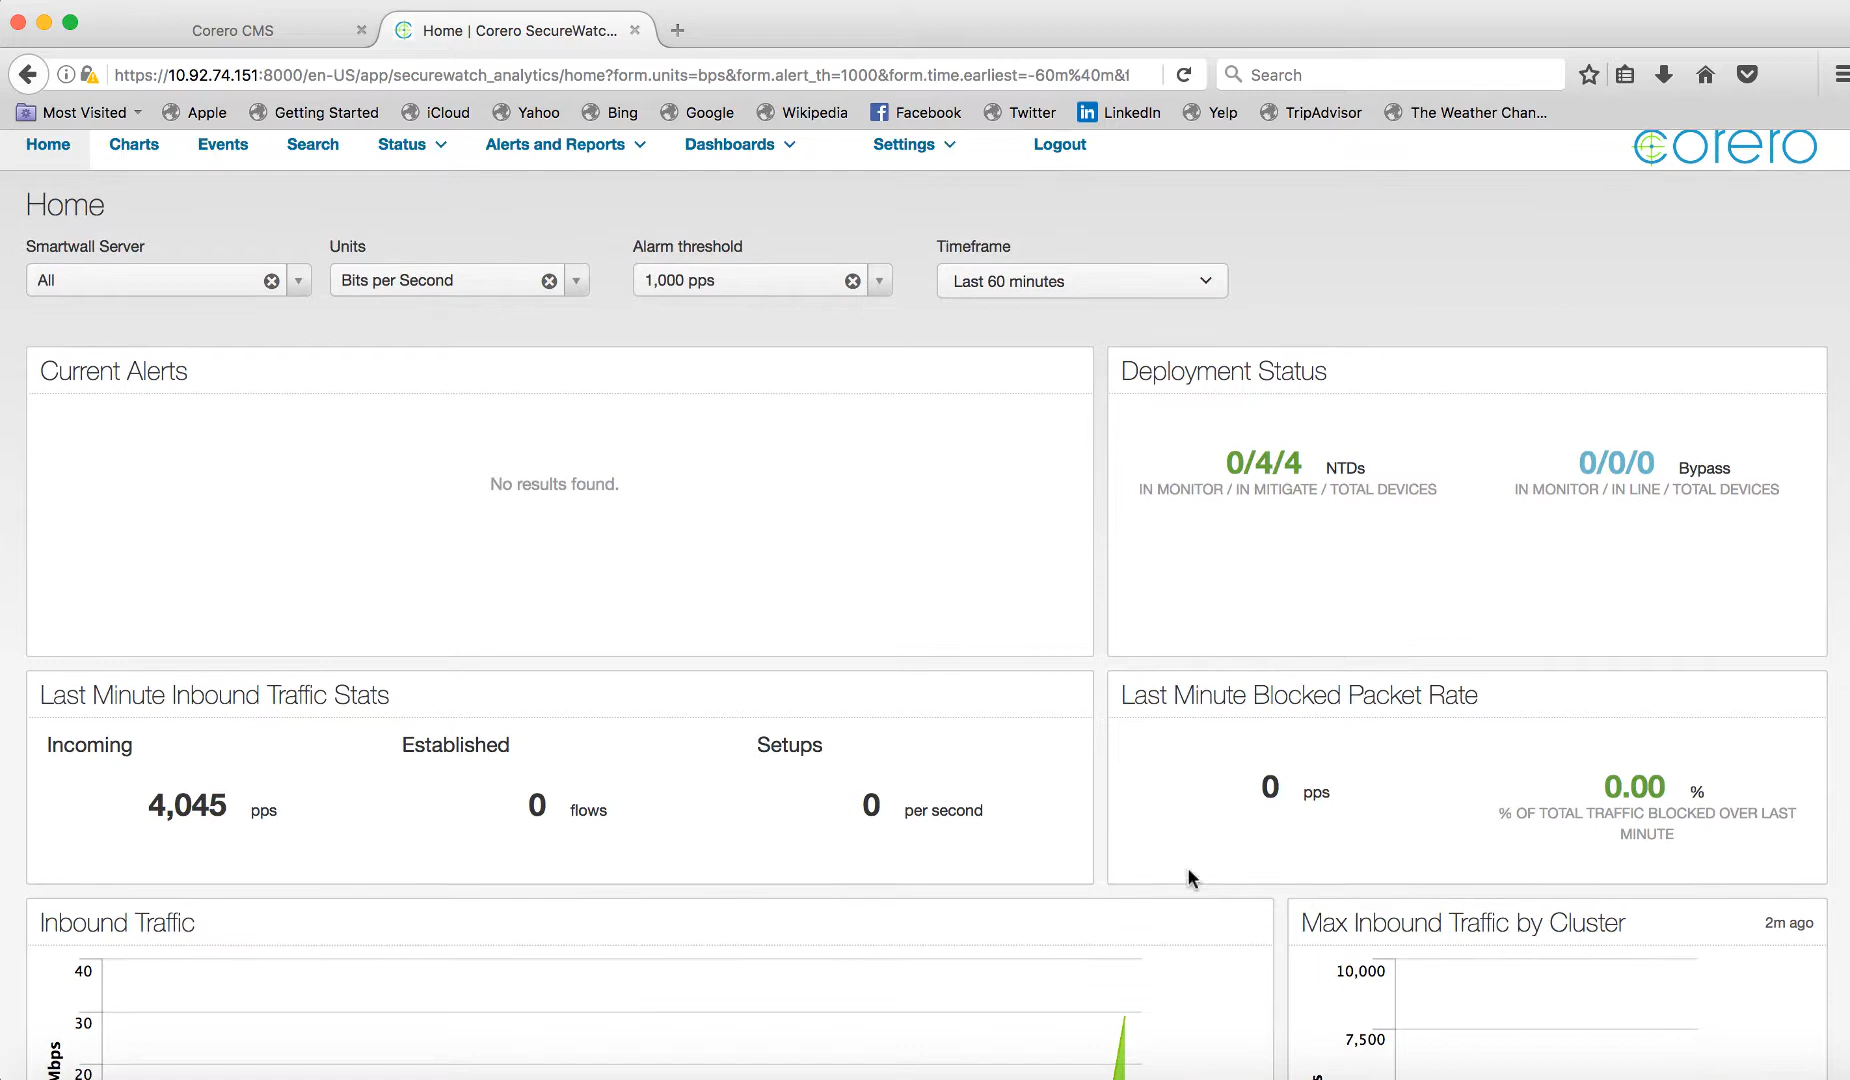 Corero CMS
Home | Corero SecureWatc...
https://10.92.74.151:8000/en-US/app/securewatch_analytics/home?form.units=bps&form.alert_th=1000&form.time.earliest=-60m%40m&f
Search
Most Visited Apple Getting Started iCloud Yahoo Bing Google Wikipedia Facebook Twitter LinkedIn Yelp TripAdvisor The Weather Chan...
Home Charts Events Search Status Alerts and Reports Dashboards Settings Logout
corero
Home
Smartwall Server Units Alarm threshold Timeframe
All Bits per Second 1,000 pps Last 60 minutes
Current Alerts
No results found.
Deployment Status
0/4/4 NTDs
IN MONITOR / IN MITIGATE / TOTAL DEVICES
0/0/0 Bypass
IN MONITOR / IN LINE / TOTAL DEVICES
Last Minute Inbound Traffic Stats
Incoming Established Setups
4,045 pps 0 flows 0 per second
Last Minute Blocked Packet Rate
0 pps
0.00 %
% OF TOTAL TRAFFIC BLOCKED OVER LAST
MINUTE
Inbound Traffic
40
30
20
Mbps
Max Inbound Traffic by Cluster 2m ago
10,000
7,500